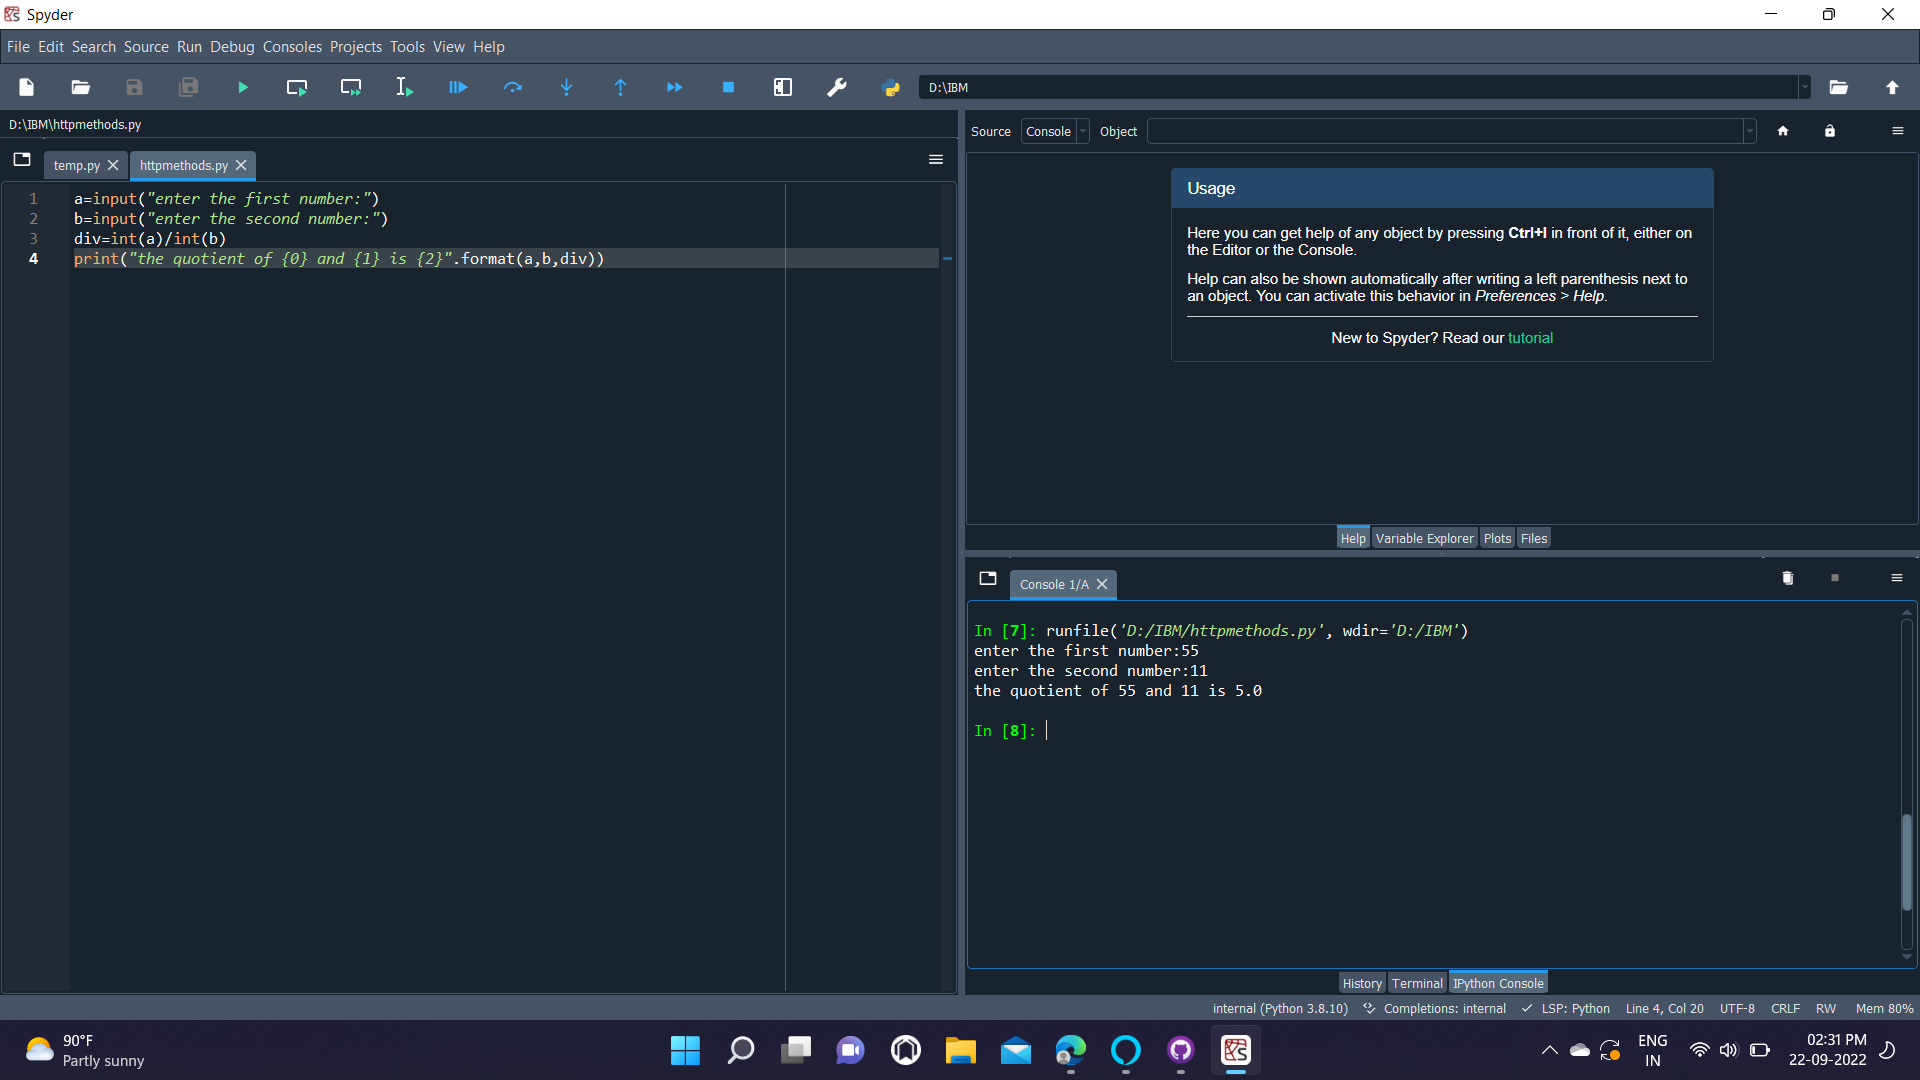 Spyder
File Edit Search Source Run Debug Consoles Projects Tools View Help
D:\IBM
D:\IBM\httpmethods.py
temp.py
httpmethods.py
1 a=input("enter the first number:")
2 b=input("enter the second number:")
3 div=int(a)/int(b)
4 print("the quotient of {0} and {1} is {2}".format(a,b,div))
Source Console Object
Usage
Here you can get help of any object by pressing Ctrl+I in front of it, either on
the Editor or the Console.
Help can also be shown automatically after writing a left parenthesis next to
an object. You can activate this behavior in Preferences > Help.
New to Spyder? Read our tutorial
Help Variable Explorer Plots Files
Console 1/A
In [7]: runfile('D:/IBM/httpmethods.py', wdir='D:/IBM')
enter the first number:55
enter the second number:11
the quotient of 55 and 11 is 5.0
In [8]:
History Terminal IPython Console
internal (Python 3.8.10) Completions: internal LSP: Python Line 4, Col 20 UTF-8 CRLF RW Mem 80%
90°F
Partly sunny
ENG
IN
02:31 PM
22-09-2022